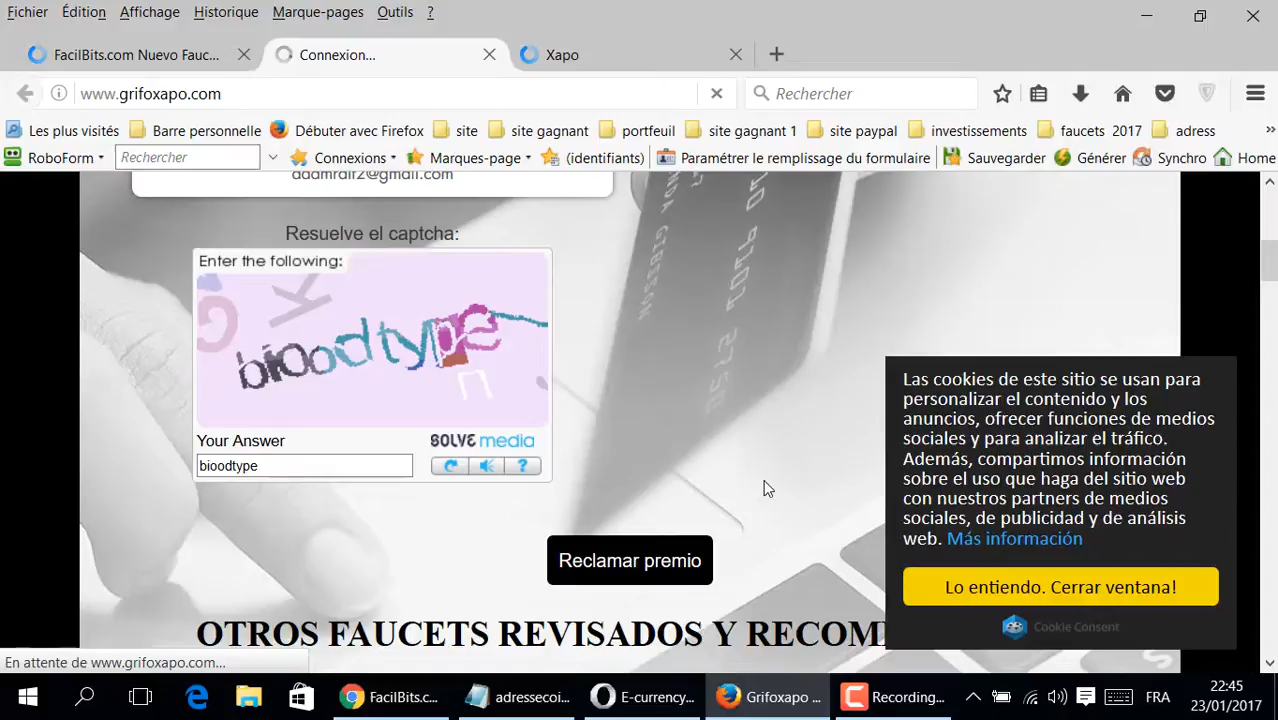 Fichier Édition Affichage Historique Marque-pages Outils ?
FacilBits.com Nuevo Fauc... Connexion... Xapo
www.grifoxapo.com Rechercher
Les plus visités Barre personnelle Débuter avec Firefox site site gagnant portfeuil site gagnant 1 site paypal investissements faucets 2017 adress
RoboForm Rechercher Connexions Marques-page (identifiants) Paramétrer le remplissage du formulaire Sauvegarder Générer Synchro Home
Resuelve el captcha:
Enter the following:
bioodtype
Your Answer
SOLVE media
bioodtype
?
Las cookies de este sitio se usan para
personalizar el contenido y los
anuncios, ofrecer funciones de medios
sociales y para analizar el tráfico.
Además, compartimos información
sobre el uso que haga del sitio web
con nuestros partners de medios
sociales, de publicidad y de análisis
web. Más información
Lo entiendo. Cerrar ventana!
Cookie Consent
Reclamar premio
OTROS FAUCETS REVISADOS Y RECOM
En attente de www.grifoxapo.com...
FacilBits.c... adressecoi... E-currency... Grifoxapo ... Recording... FRA 22:45
23/01/2017